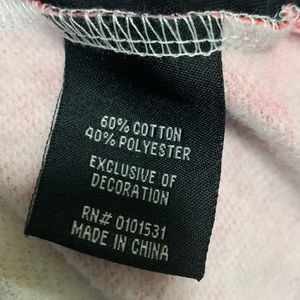 60% COTTON
40% POLYESTER
EXCLUSIVE OF
DECORATION
RN# 0101531
MADE IN CHINA